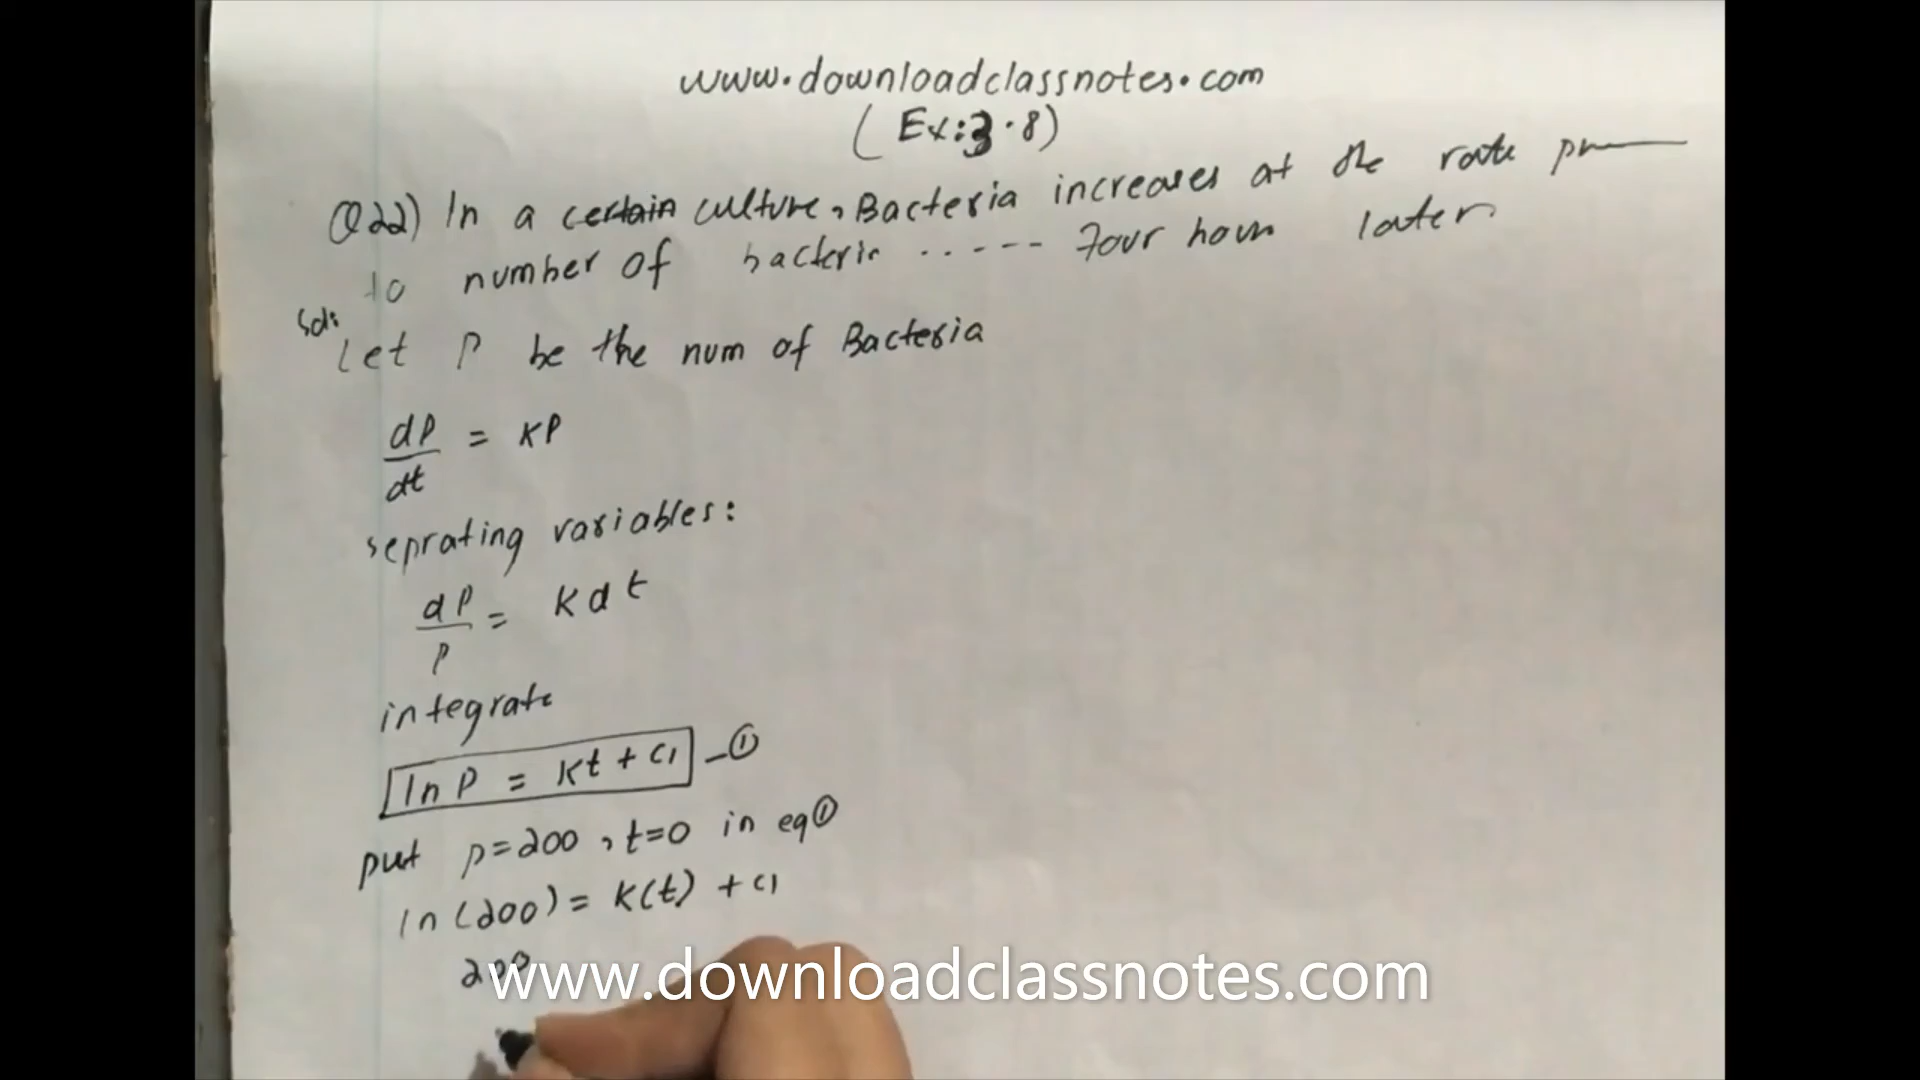 www.downloadclassnotes.com
(Ex:3.8)
Q22) In a certain culture, Bacteria increases at the rate
to number of bacteria ..--- Four hour later
Sol:
Let P be the num of Bacteria
dP/dt = KP
seprating variables:
dP/P = Kdt
integrate
ln P = Kt + c1 -①
put p=200, t=0 in eq①
ln(200) = K(t) + c1
200
www.downloadclassnotes.com